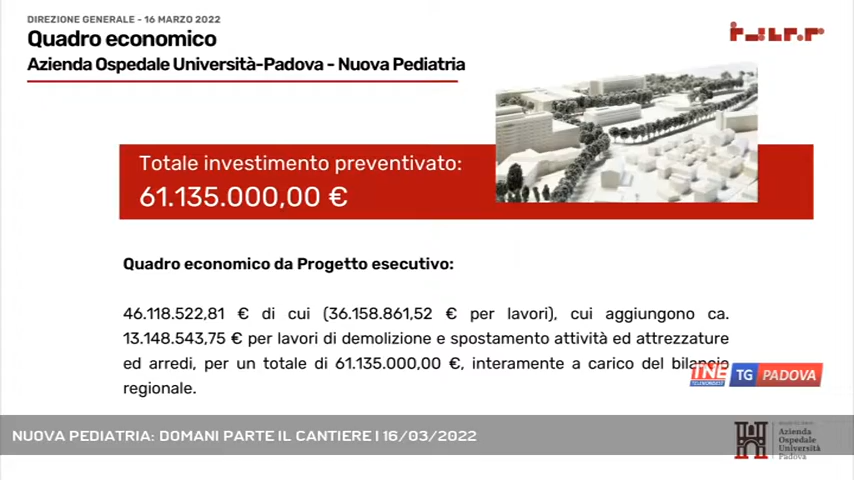 DIREZIONE GENERALE - 16 MARZO 2022
Quadro economico
Azienda Ospedale Università-Padova - Nuova Pediatria
Totale investimento preventivato:
61.135.000,00 €
Quadro economico da Progetto esecutivo:
46.118.522,81 € di cui (36.158.861,52 € per lavori), cui aggiungono ca.
13.148.543,75 € per lavori di demolizione e spostamento attività ed attrezzature
ed arredi, per un totale di 61.135.000,00 €, interamente a carico del bilancio
regionale.
TNE
TELENORDEST
TG PADOVA
NUOVA PEDIATRIA: DOMANI PARTE IL CANTIERE | 16/03/2022
Azienda
Ospedale
Università
Padova